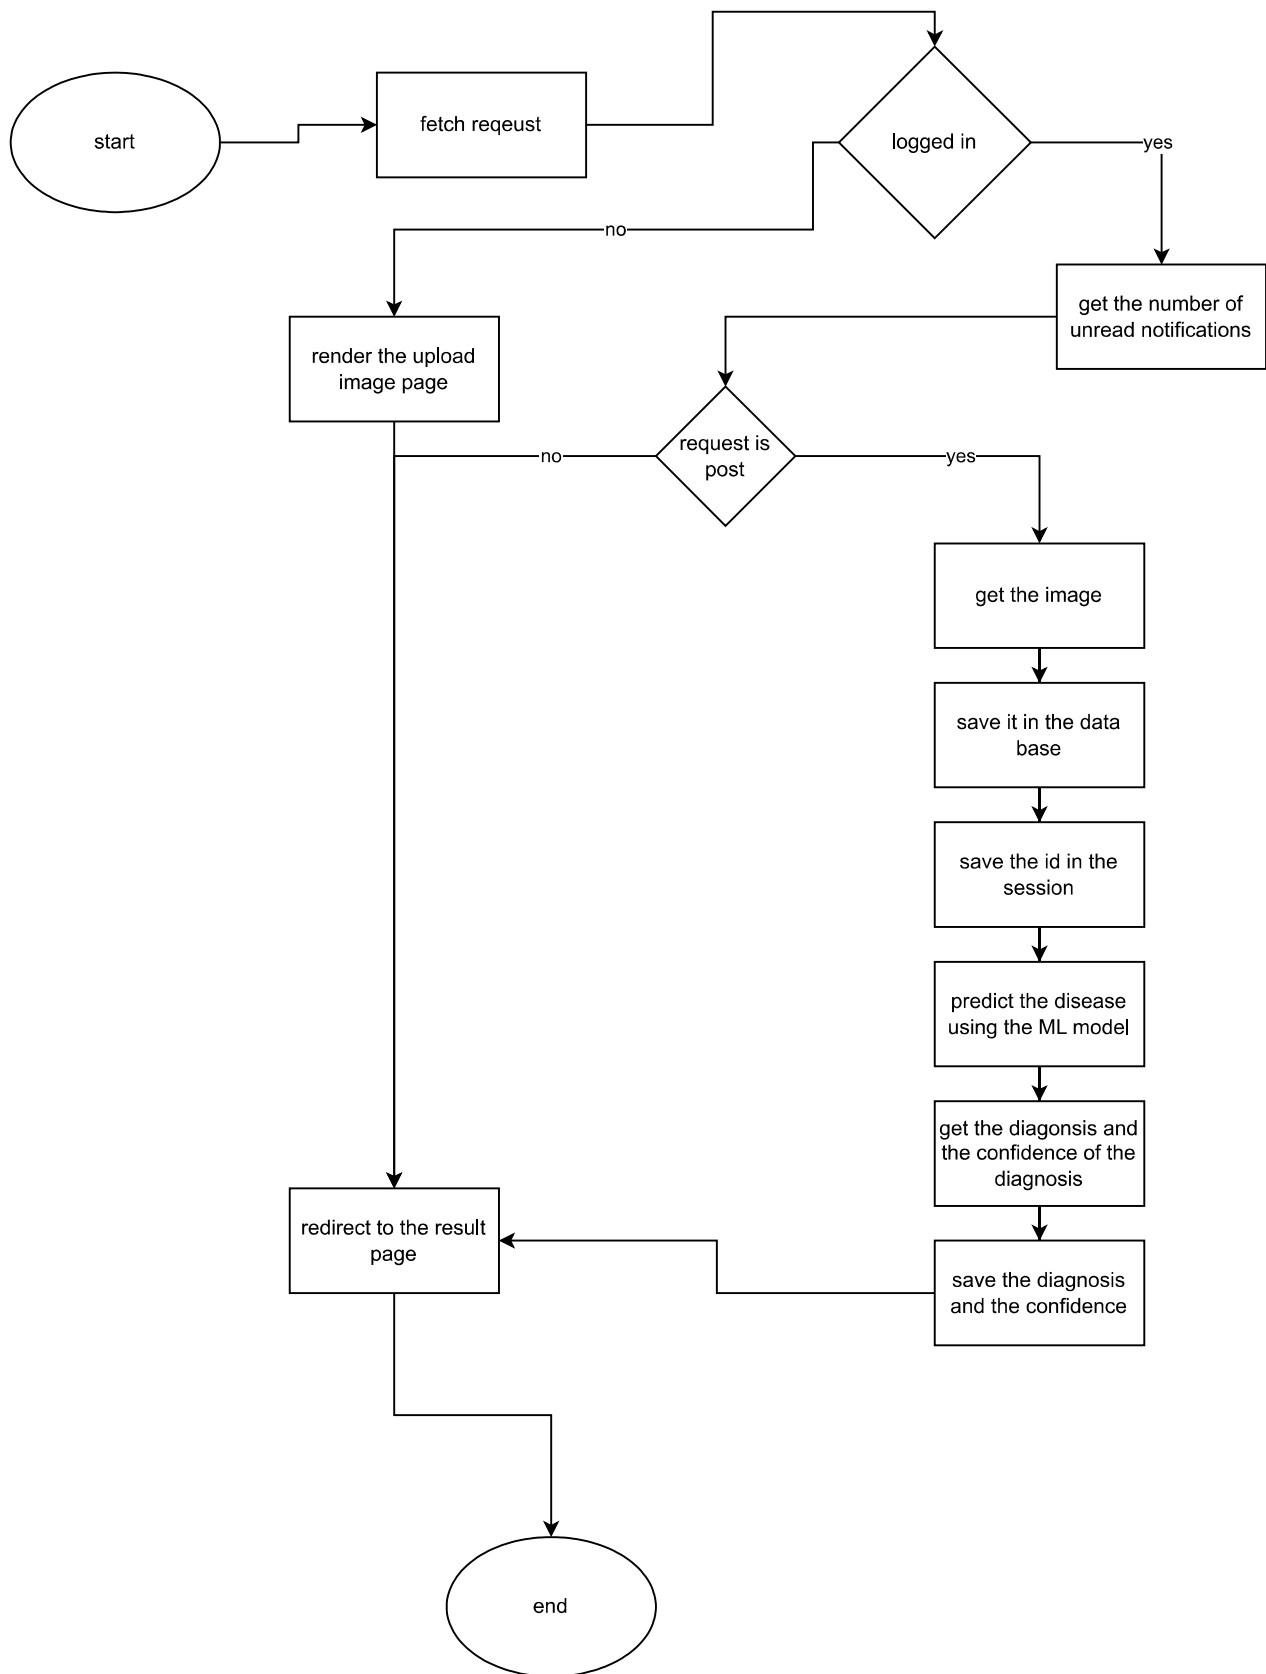 start
fetch reqeust
logged in
yes
no
get the number of
unread notifications
render the upload
image page
request is
post
no
yes
get the image
save it in the data
base
save the id in the
session
predict the disease
using the ML model
get the diagonsis and
the confidence of the
diagnosis
redirect to the result
page
save the diagnosis
and the confidence
end